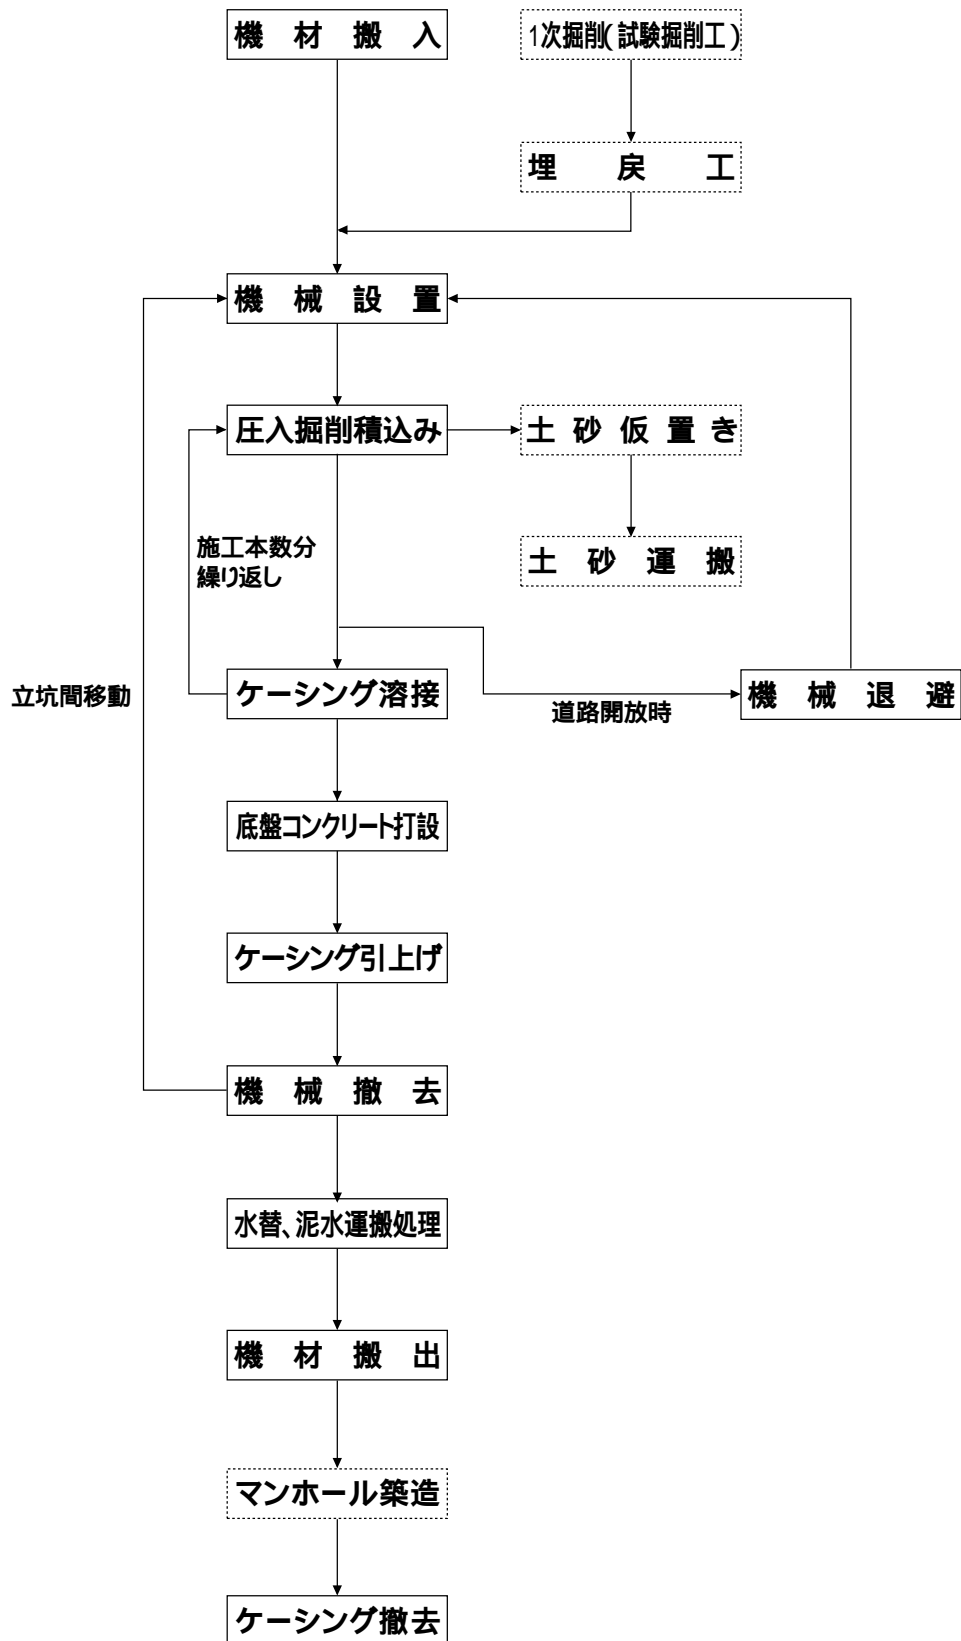 機材搬入
1次掘削(試験掘削工)
埋戻工
機械設置
圧入掘削積込み
土砂仮置き
施工本数分
繰り返し
土砂運搬
立坑間移動
ケーシング溶接
道路開放時
機械退避
底盤コンクリート打設
ケーシング引上げ
機械撤去
水替、泥水運搬処理
機材搬出
マンホール築造
ケーシング撤去